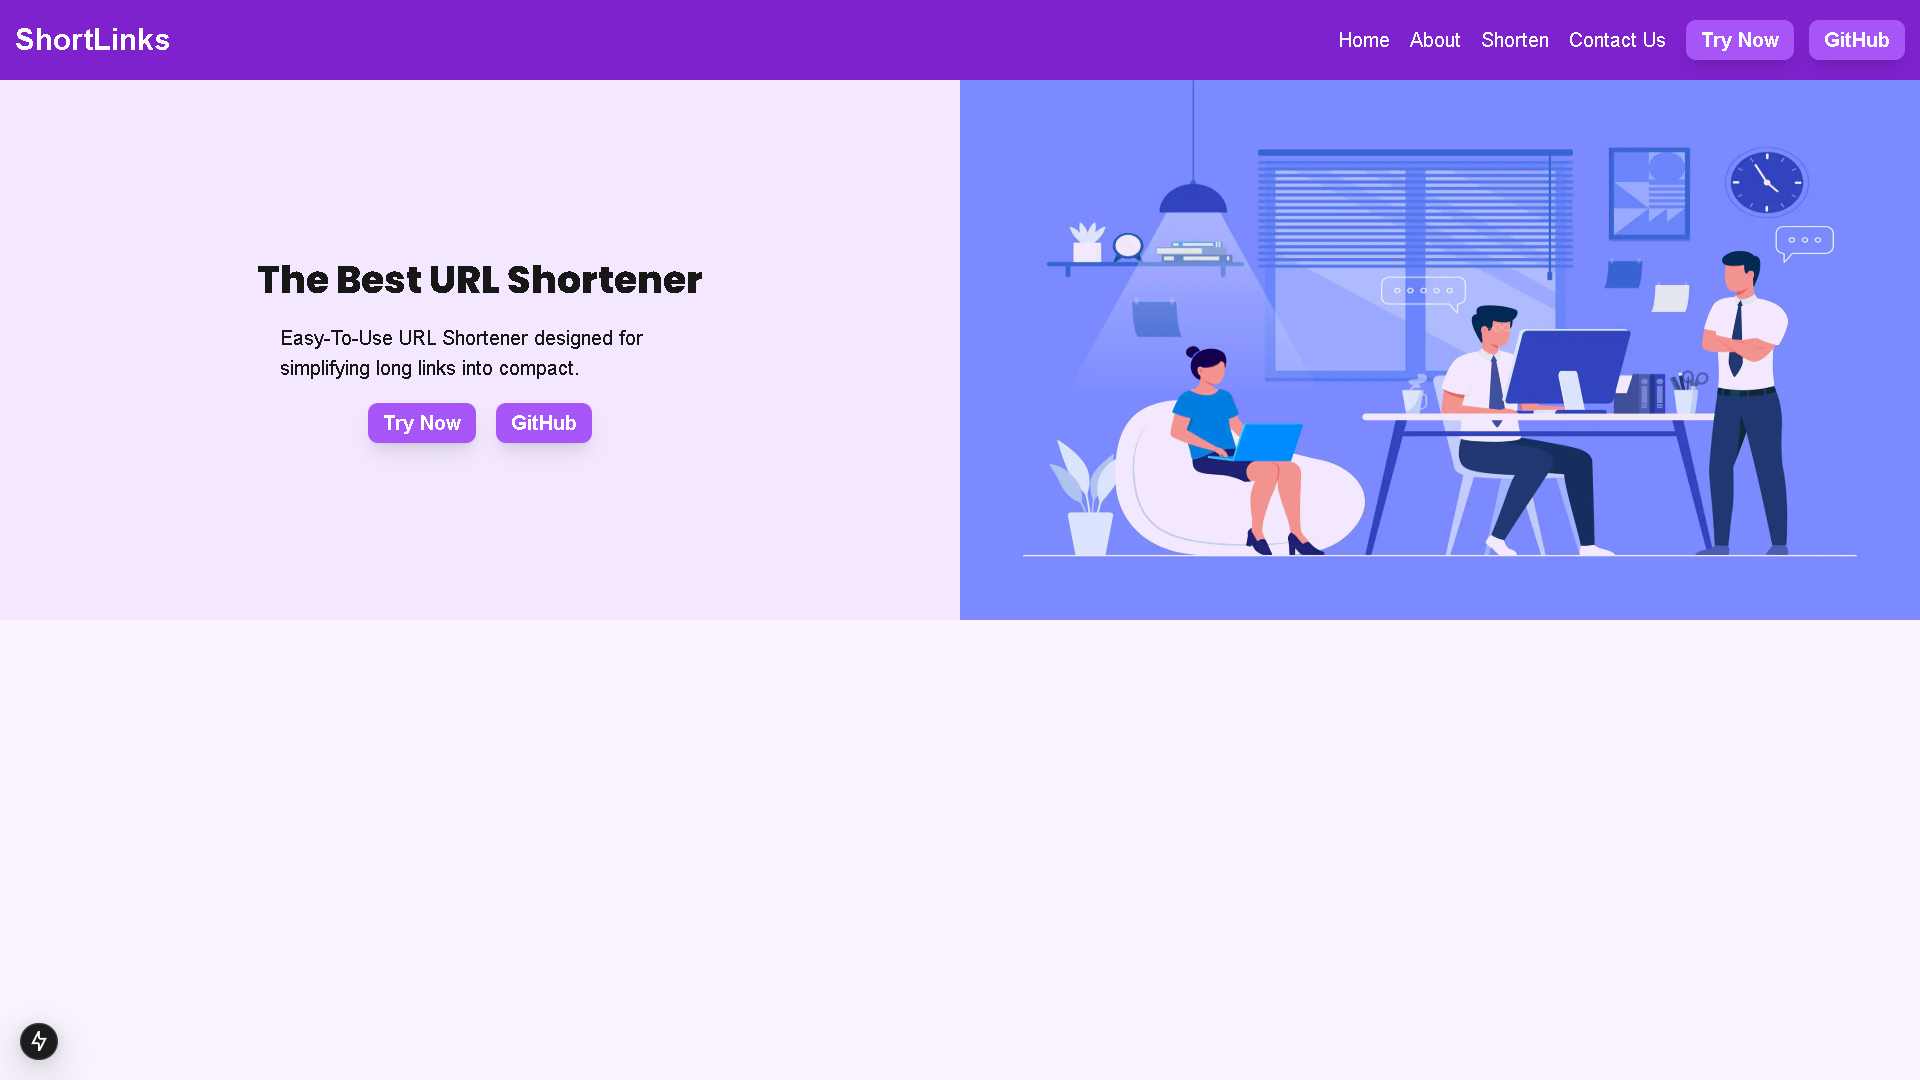 ShortLinks
Home About Shorten Contact Us Try Now GitHub
The Best URL Shortener
Easy-To-Use URL Shortener designed for
simplifying long links into compact.
Try Now GitHub